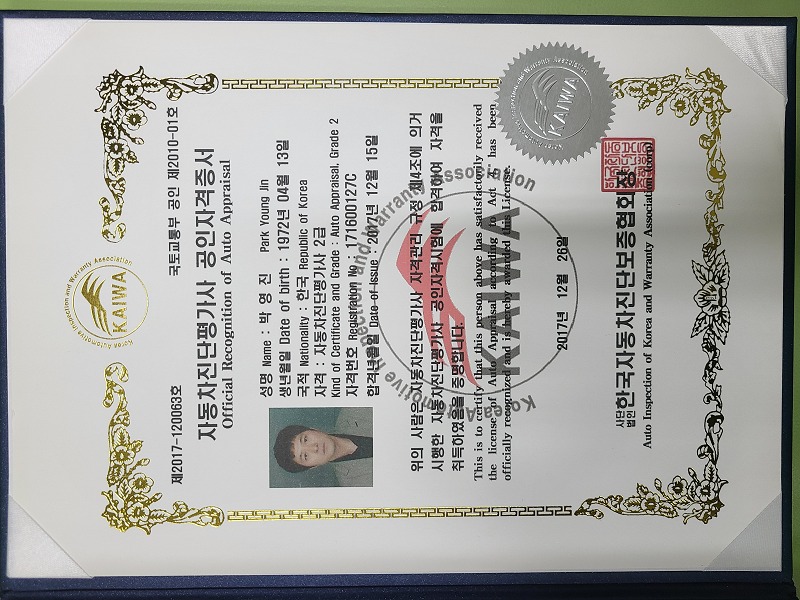 제2017-120063호
국토교통부 공인 제2010-01호
Korea Automotive Inspection and Warranty Association
KAIWA
자동차진단평가사 공인자격증서
Official Recognition of Auto Appraisal
성명 Name : 박 영 진 Park Young Jin
생년월일 Date of birth : 1972년 04월 13일
국적 Nationality : 한국 Republic of Korea
자격 : 자동차진단평가사 2급
Kind of Certificate and Grade : Auto Appraisal, Grade 2
자격번호 Registration No : 171600127C
합격년월일 Date of Issue : 2017년 12월 15일
위의 사람은 자동차진단평가사 자격관리 규정 제4조에 의거
시행한 자동차진단평가사 공인자격시험에 합격하여 자격을
취득하였음을 증명합니다.
This is to certify that this person above has satisfactorily received
the license of Auto Appraisal according to Act 4, has been
officially recognized and is hereby awarded this License.
Korea Automotive Inspection and Warranty Association
KAIWA
2017년 12월 26일
사단법인 한국자동차진단보증협회장
Auto Inspection of Korea and Warranty Association (corp)
KAIWA